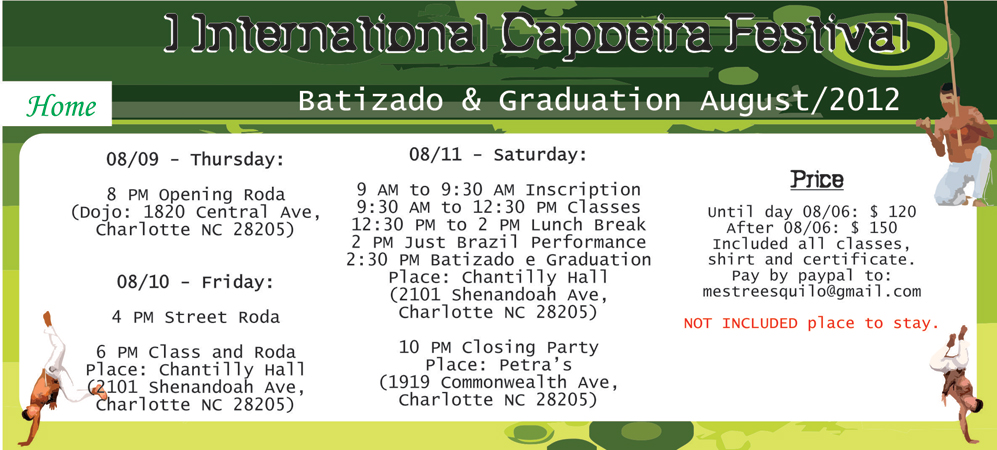 I International Capoeira Festival
Home
Batizado & Graduation August/2012
08/09 - Thursday:
8 PM Opening Roda
(Dojo: 1820 Central Ave,
Charlotte NC 28205)
08/10 - Friday:
4 PM Street Roda
6 PM Class and Roda
Place: Chantilly Hall
(2101 Shenandoah Ave,
Charlotte NC 28205)
08/11 - Saturday:
9 AM to 9:30 AM Inscription
9:30 AM to 12:30 PM Classes
12:30 PM to 2 PM Lunch Break
2 PM Just Brazil Performance
2:30 PM Batizado e Graduation
Place: Chantilly Hall
(2101 Shenandoah Ave,
Charlotte NC 28205)
10 PM Closing Party
Place: Petra's
(1919 Commonwealth Ave,
Charlotte NC 28205)
Price
Until day 08/06: $ 120
After 08/06: $ 150
Included all classes,
shirt and certificate.
Pay by paypal to:
mestreesquilo@gmail.com
NOT INCLUDED place to stay.